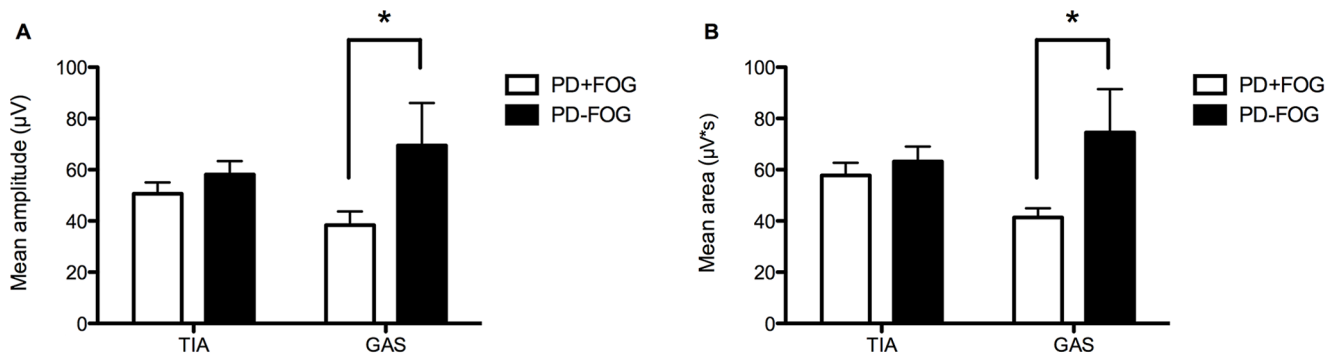 A
*
Mean amplitude (µV)
100
80
60
40
20
0
TIA
GAS
PD+FOG
PD-FOG
B
*
Mean area (µV*s)
100
80
60
40
20
0
TIA
GAS
PD+FOG
PD-FOG